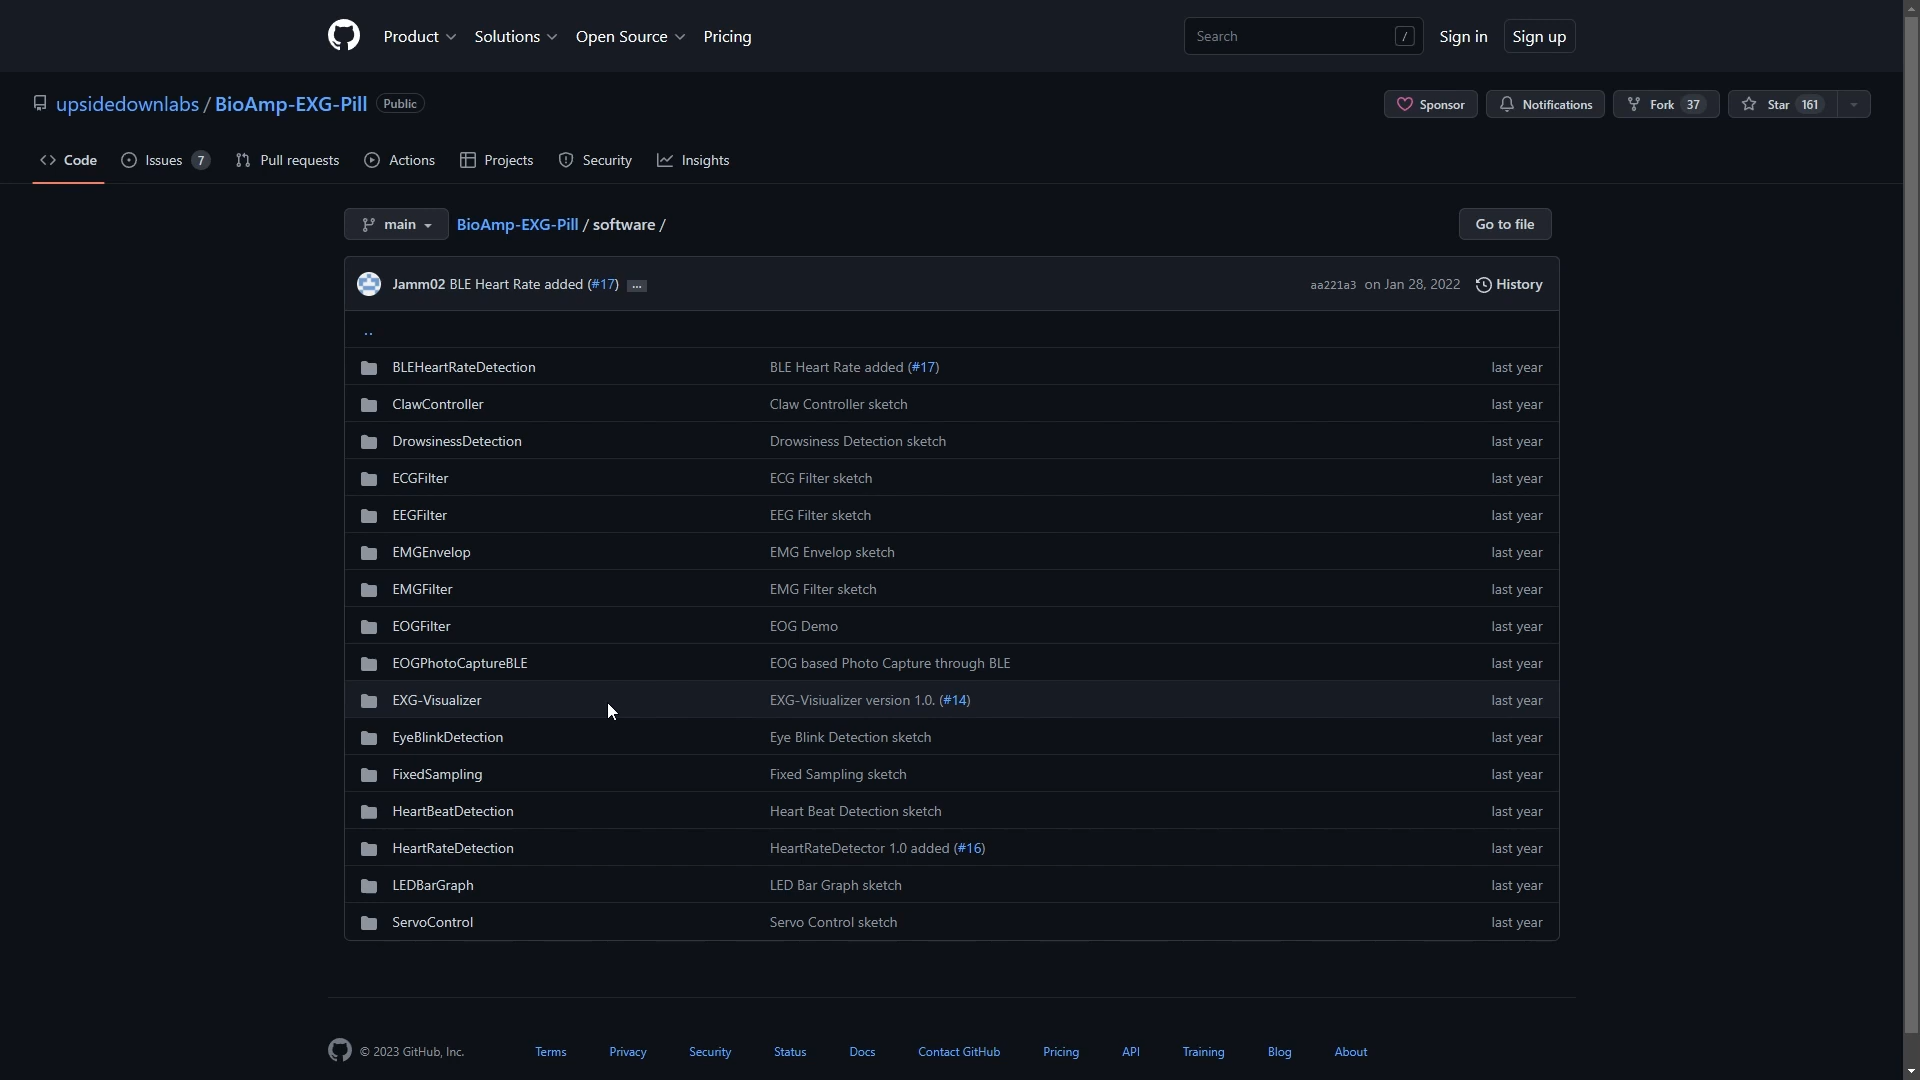 Product Solutions Open Source Pricing Search / Sign in Sign up
upsidedownlabs / BioAmp-EXG-Pill Public Sponsor Notifications Fork 37 Star 161
Code Issues 7 Pull requests Actions Projects Security Insights
main BioAmp-EXG-Pill / software / Go to file
Jamm02 BLE Heart Rate added (#17) ... aa221a3 on Jan 28, 2022 History
..
BLEHeartRateDetection BLE Heart Rate added (#17) last year
ClawController Claw Controller sketch last year
DrowsinessDetection Drowsiness Detection sketch last year
ECGFilter ECG Filter sketch last year
EEGFilter EEG Filter sketch last year
EMGEnvelop EMG Envelop sketch last year
EMGFilter EMG Filter sketch last year
EOGFilter EOG Demo last year
EOGPhotoCaptureBLE EOG based Photo Capture through BLE last year
EXG-Visualizer EXG-Visiualizer version 1.0. (#14) last year
EyeBlinkDetection Eye Blink Detection sketch last year
FixedSampling Fixed Sampling sketch last year
HeartBeatDetection Heart Beat Detection sketch last year
HeartRateDetection HeartRateDetector 1.0 added (#16) last year
LEDBarGraph LED Bar Graph sketch last year
ServoControl Servo Control sketch last year
© 2023 GitHub, Inc. Terms Privacy Security Status Docs Contact GitHub Pricing API Training Blog About